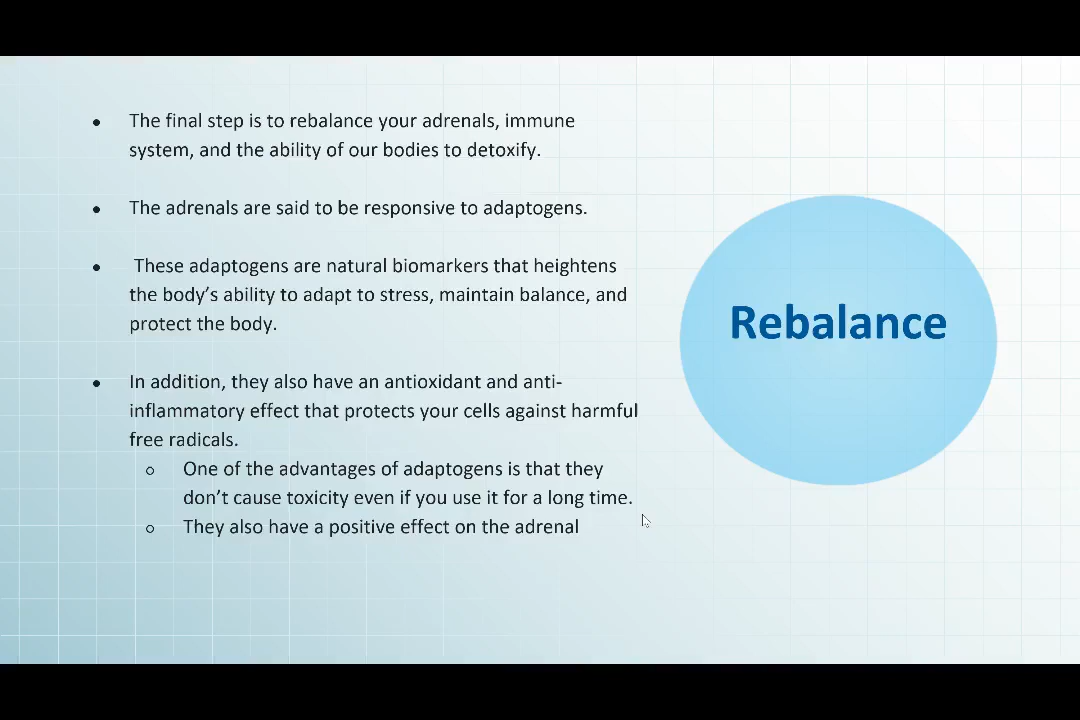 ● The final step is to rebalance your adrenals, immune
system, and the ability of our bodies to detoxify.
● The adrenals are said to be responsive to adaptogens.
● These adaptogens are natural biomarkers that heightens
the body’s ability to adapt to stress, maintain balance, and
protect the body.
● In addition, they also have an antioxidant and anti-
inflammatory effect that protects your cells against harmful
free radicals.
○ One of the advantages of adaptogens is that they
don’t cause toxicity even if you use it for a long time.
○ They also have a positive effect on the adrenal
Rebalance